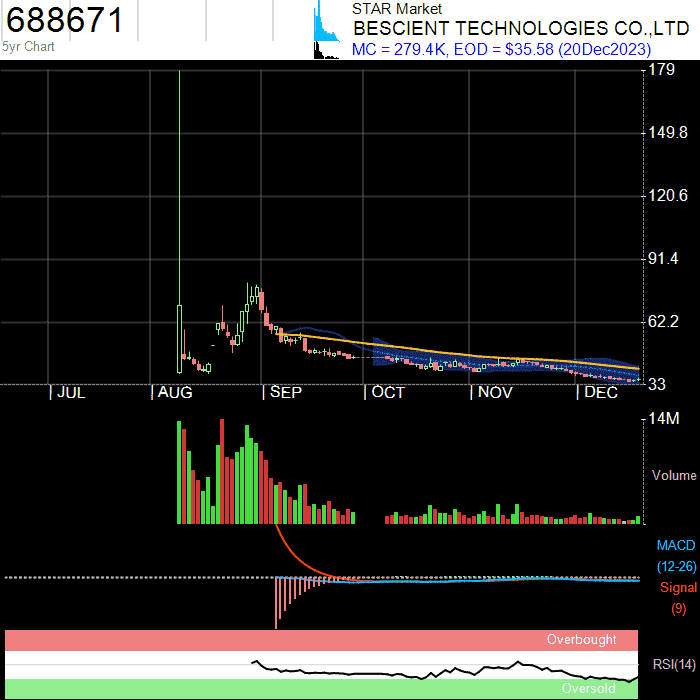 688671
5yr Chart
STAR Market
BESCIENT TECHNOLOGIES CO.,LTD
MC = 279.4K, EOD = $35.58 (20Dec2023)
179
149.8
120.6
91.4
62.2
33
JUL AUG SEP OCT NOV DEC
14M
Volume
MACD
(12-26)
Signal
(9)
Overbought
RSI(14)
Oversold